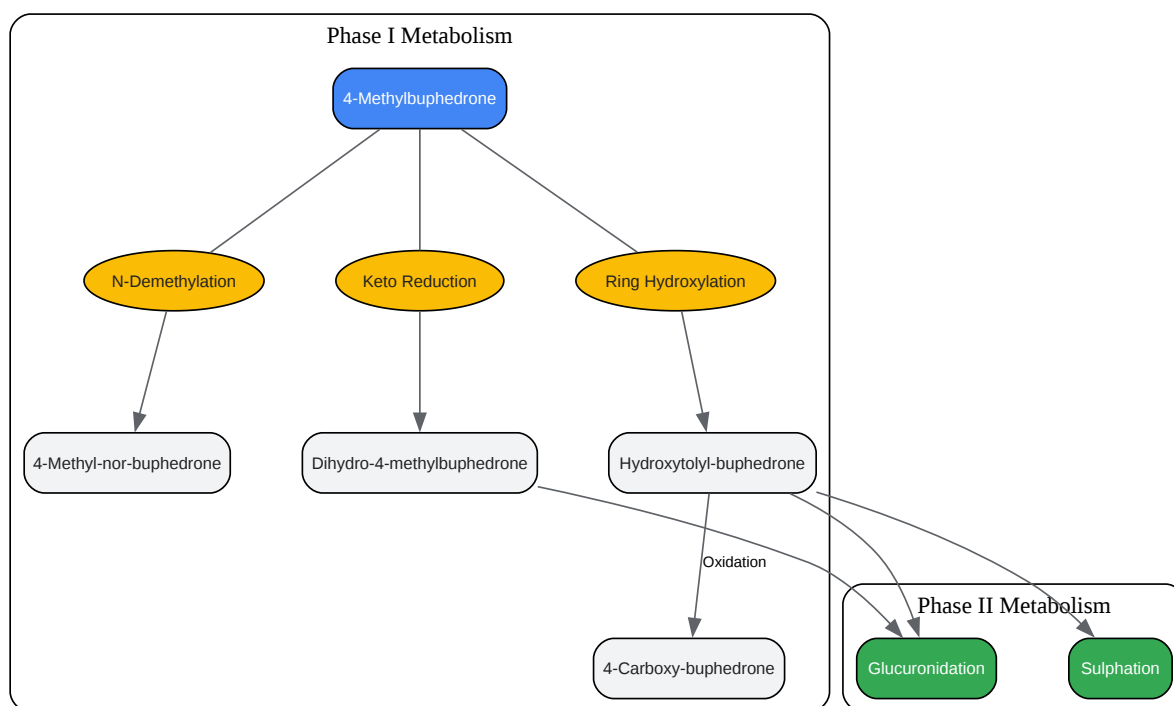 Phase I Metabolism
4-Methylbuphedrone
N-Demethylation
Keto Reduction
Ring Hydroxylation
4-Methyl-nor-buphedrone
Dihydro-4-methylbuphedrone
Hydroxytolyl-buphedrone
Oxidation
Phase II Metabolism
4-Carboxy-buphedrone
Glucuronidation
Sulphation